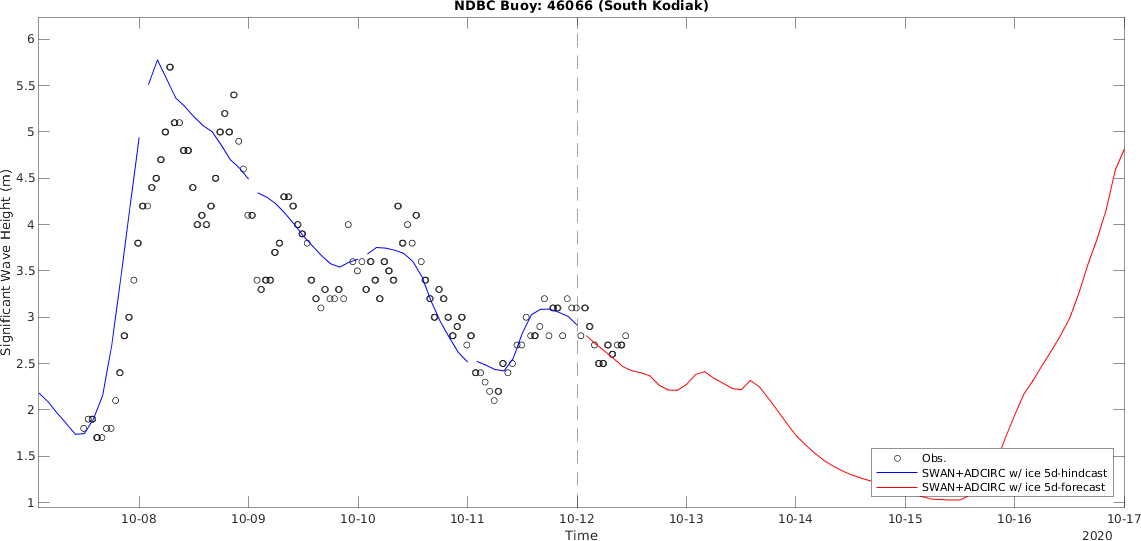 NDBC Buoy: 46066 (South Kodiak)
6
5.5
5
4.5
4
3.5
3
2.5
2
1.5
1
Significant Wave Height (m)
Obs.
SWAN+ADCIRC w/ ice 5d-hindcast
SWAN+ADCIRC w/ ice 5d-forecast
10-08 10-09 10-10 10-11 10-12 10-13 10-14 10-15 10-16 10-17
Time
2020